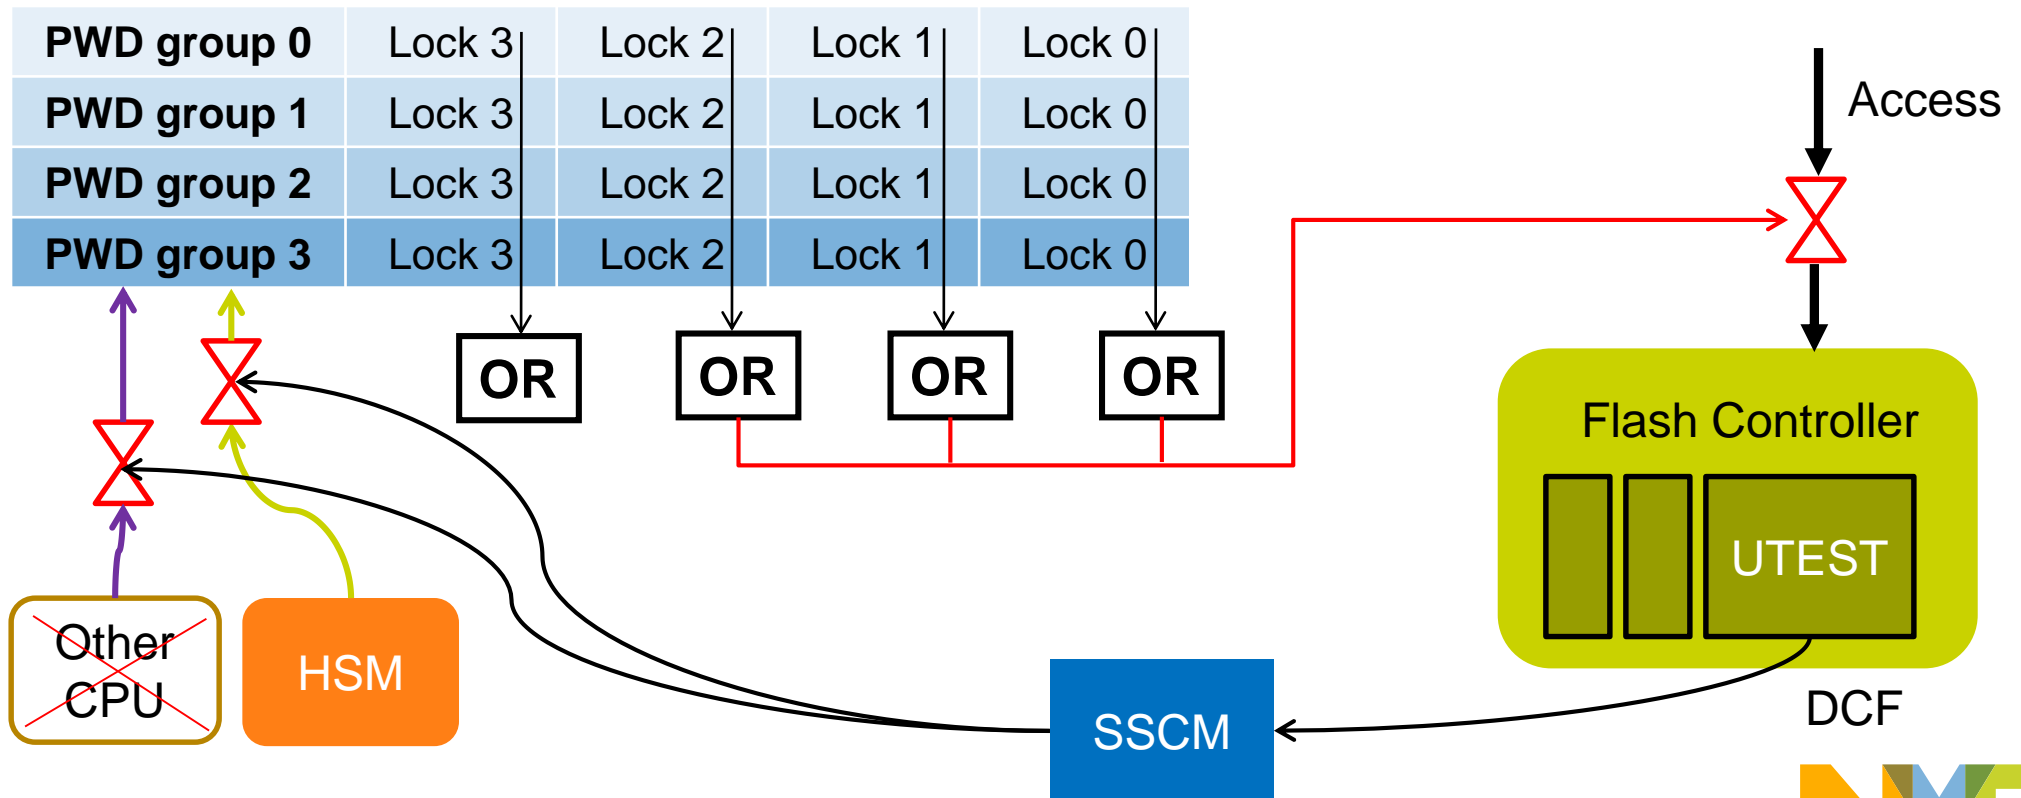 PWD group 0 Lock 3 Lock 2 Lock 1 Lock 0
PWD group 1 Lock 3 Lock 2 Lock 1 Lock 0
PWD group 2 Lock 3 Lock 2 Lock 1 Lock 0
PWD group 3 Lock 3 Lock 2 Lock 1 Lock 0
Access
OR OR OR OR
Flash Controller
UTEST
Other
CPU
HSM
SSCM
DCF